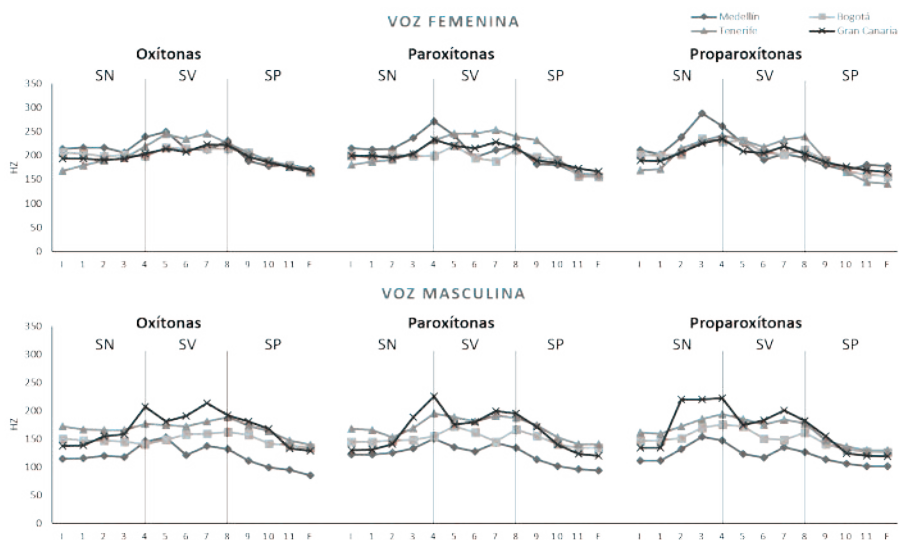 VOZ FEMENINA
Medellín Bogotá
Tenerife Gran Canaria
Oxítonas Paroxítonas Proparoxítonas
SN SV SP SN SV SP SN SV SP
350
300
250
200
150
100
50
0
HZ
I 1 2 3 4 5 6 7 8 9 10 11 F I 1 2 3 4 5 6 7 8 9 10 11 F I 1 2 3 4 5 6 7 8 9 10 11 F
VOZ MASCULINA
Oxítonas Paroxítonas Proparoxítonas
SN SV SP SN SV SP SN SV SP
350
300
250
200
150
100
50
0
HZ
I 1 2 3 4 5 6 7 8 9 10 11 F I 1 2 3 4 5 6 7 8 9 10 11 F I 1 2 3 4 5 6 7 8 9 10 11 F